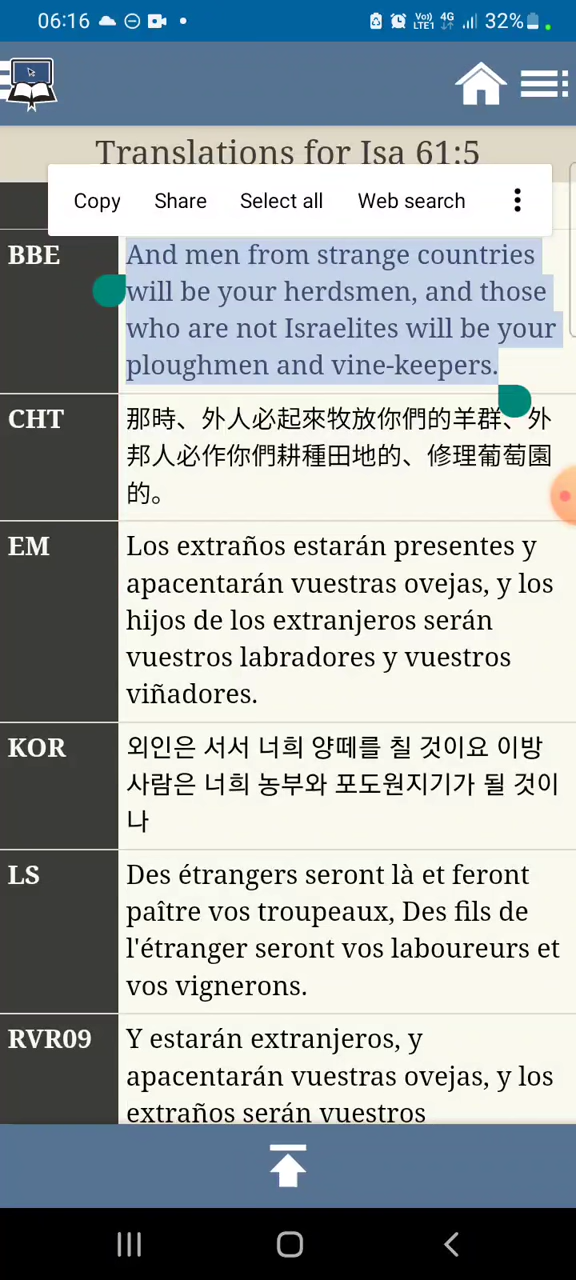 06:16
Vo) LTE1 4G 32%
Translations for Isa 61:5
Copy Share Select all Web search
BBE
And men from strange countries
will be your herdsmen, and those
who are not Israelites will be your
ploughmen and vine-keepers.
CHT
那時、外人必起來牧放你們的羊群、外
邦人必作你們耕種田地的、修理葡萄園
的。
EM
Los extraños estarán presentes y
apacentarán vuestras ovejas, y los
hijos de los extranjeros serán
vuestros labradores y vuestros
viñadores.
KOR
외인은 서서 너희 양떼를 칠 것이요 이방
사람은 너희 농부와 포도원지기가 될 것이
나
LS
Des étrangers seront là et feront
paître vos troupeaux, Des fils de
l'étranger seront vos laboureurs et
vos vignerons.
RVR09
Y estarán extranjeros, y
apacentarán vuestras ovejas, y los
extraños serán vuestros